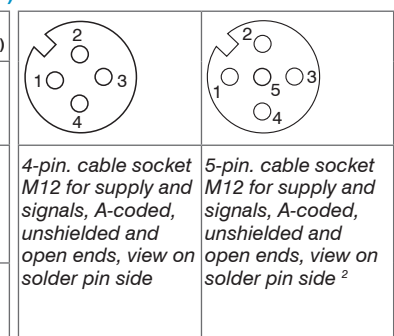 )
2
1
3
4
2
1
5
3
4
4-pin. cable socket
M12 for supply and
signals, A-coded,
unshielded and
open ends, view on
solder pin side
5-pin. cable socket
M12 for supply and
signals, A-coded,
unshielded and
open ends, view on
solder pin side 2